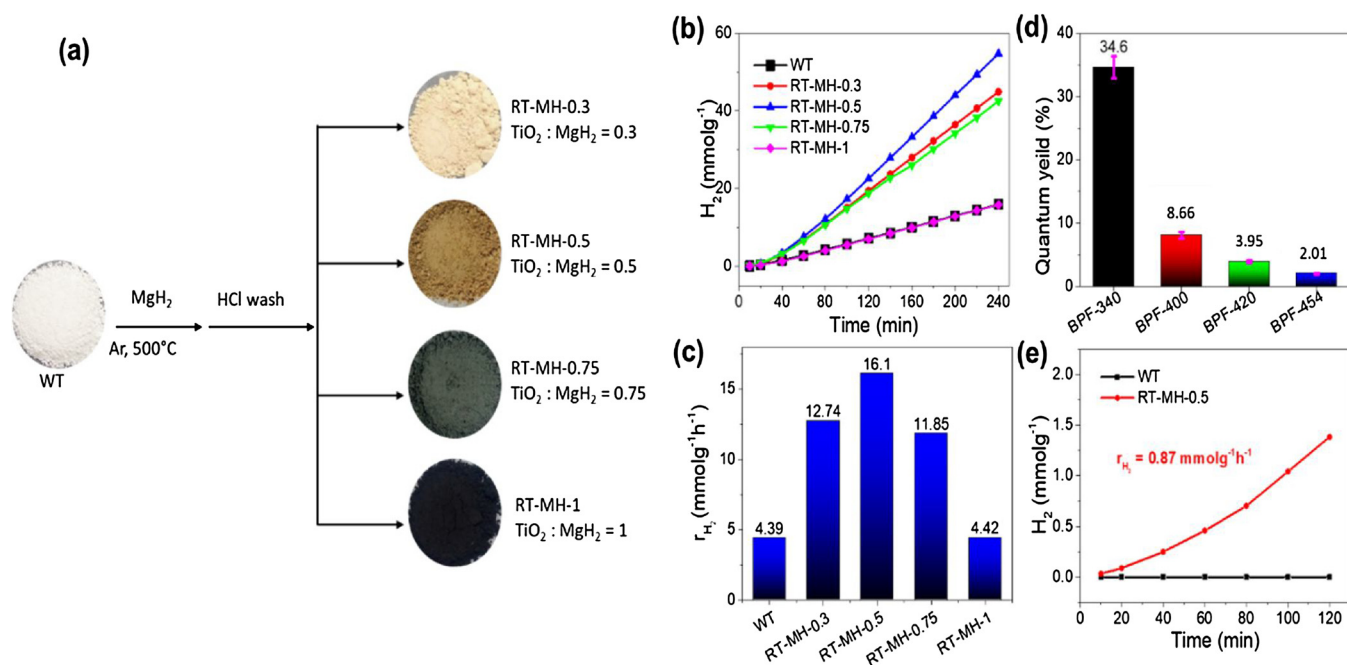 (a)
WT
MgH₂
Ar, 500°C
HCl wash
RT-MH-0.3
TiO₂ : MgH₂ = 0.3
RT-MH-0.5
TiO₂ : MgH₂ = 0.5
RT-MH-0.75
TiO₂ : MgH₂ = 0.75
RT-MH-1
TiO₂ : MgH₂ = 1
(b)
60
40
20
0
H₂ (mmolg⁻¹)
WT
RT-MH-0.3
RT-MH-0.5
RT-MH-0.75
RT-MH-1
0 40 80 120 160 200 240
Time (min)
(c)
15
10
5
0
r_H₂ (mmolg⁻¹h⁻¹)
4.39
12.74
16.1
11.85
4.42
WT
RT-MH-0.3
RT-MH-0.5
RT-MH-0.75
RT-MH-1
(d)
40
30
20
10
0
Quantum yeild (%)
34.6
8.66
3.95
2.01
BPF-340
BPF-400
BPF-420
BPF-454
(e)
2.0
1.5
1.0
0.5
0.0
H₂ (mmolg⁻¹)
WT
RT-MH-0.5
r_H₂ = 0.87 mmolg⁻¹h⁻¹
20 40 60 80 100 120
Time (min)